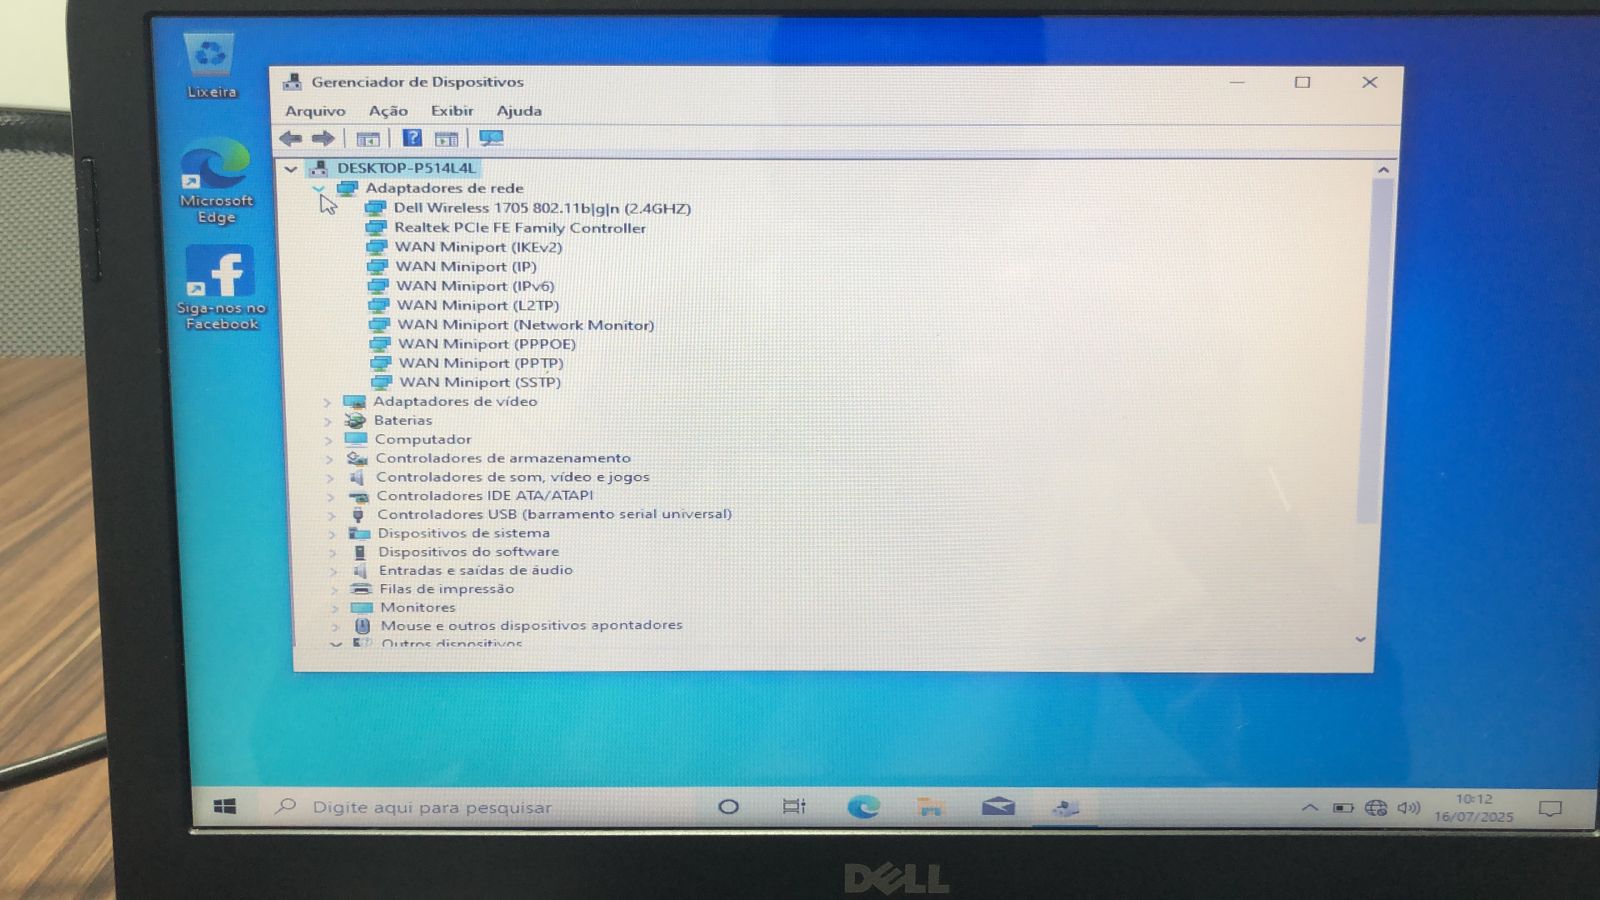 Lixeira
Microsoft
Edge
Siga-nos no
Facebook
Gerenciador de Dispositivos
Arquivo Ação Exibir Ajuda
DESKTOP-P514L4L
Adaptadores de rede
Dell Wireless 1705 802.11b|g|n (2.4GHZ)
Realtek PCIe FE Family Controller
WAN Miniport (IKEv2)
WAN Miniport (IP)
WAN Miniport (IPv6)
WAN Miniport (L2TP)
WAN Miniport (Network Monitor)
WAN Miniport (PPPOE)
WAN Miniport (PPTP)
WAN Miniport (SSTP)
Adaptadores de vídeo
Baterias
Computador
Controladores de armazenamento
Controladores de som, vídeo e jogos
Controladores IDE ATA/ATAPI
Controladores USB (barramento serial universal)
Dispositivos de sistema
Dispositivos do software
Entradas e saídas de áudio
Filas de impressão
Monitores
Mouse e outros dispositivos apontadores
Outros dispositivos
Digite aqui para pesquisar
10:12
16/07/2025
DELL